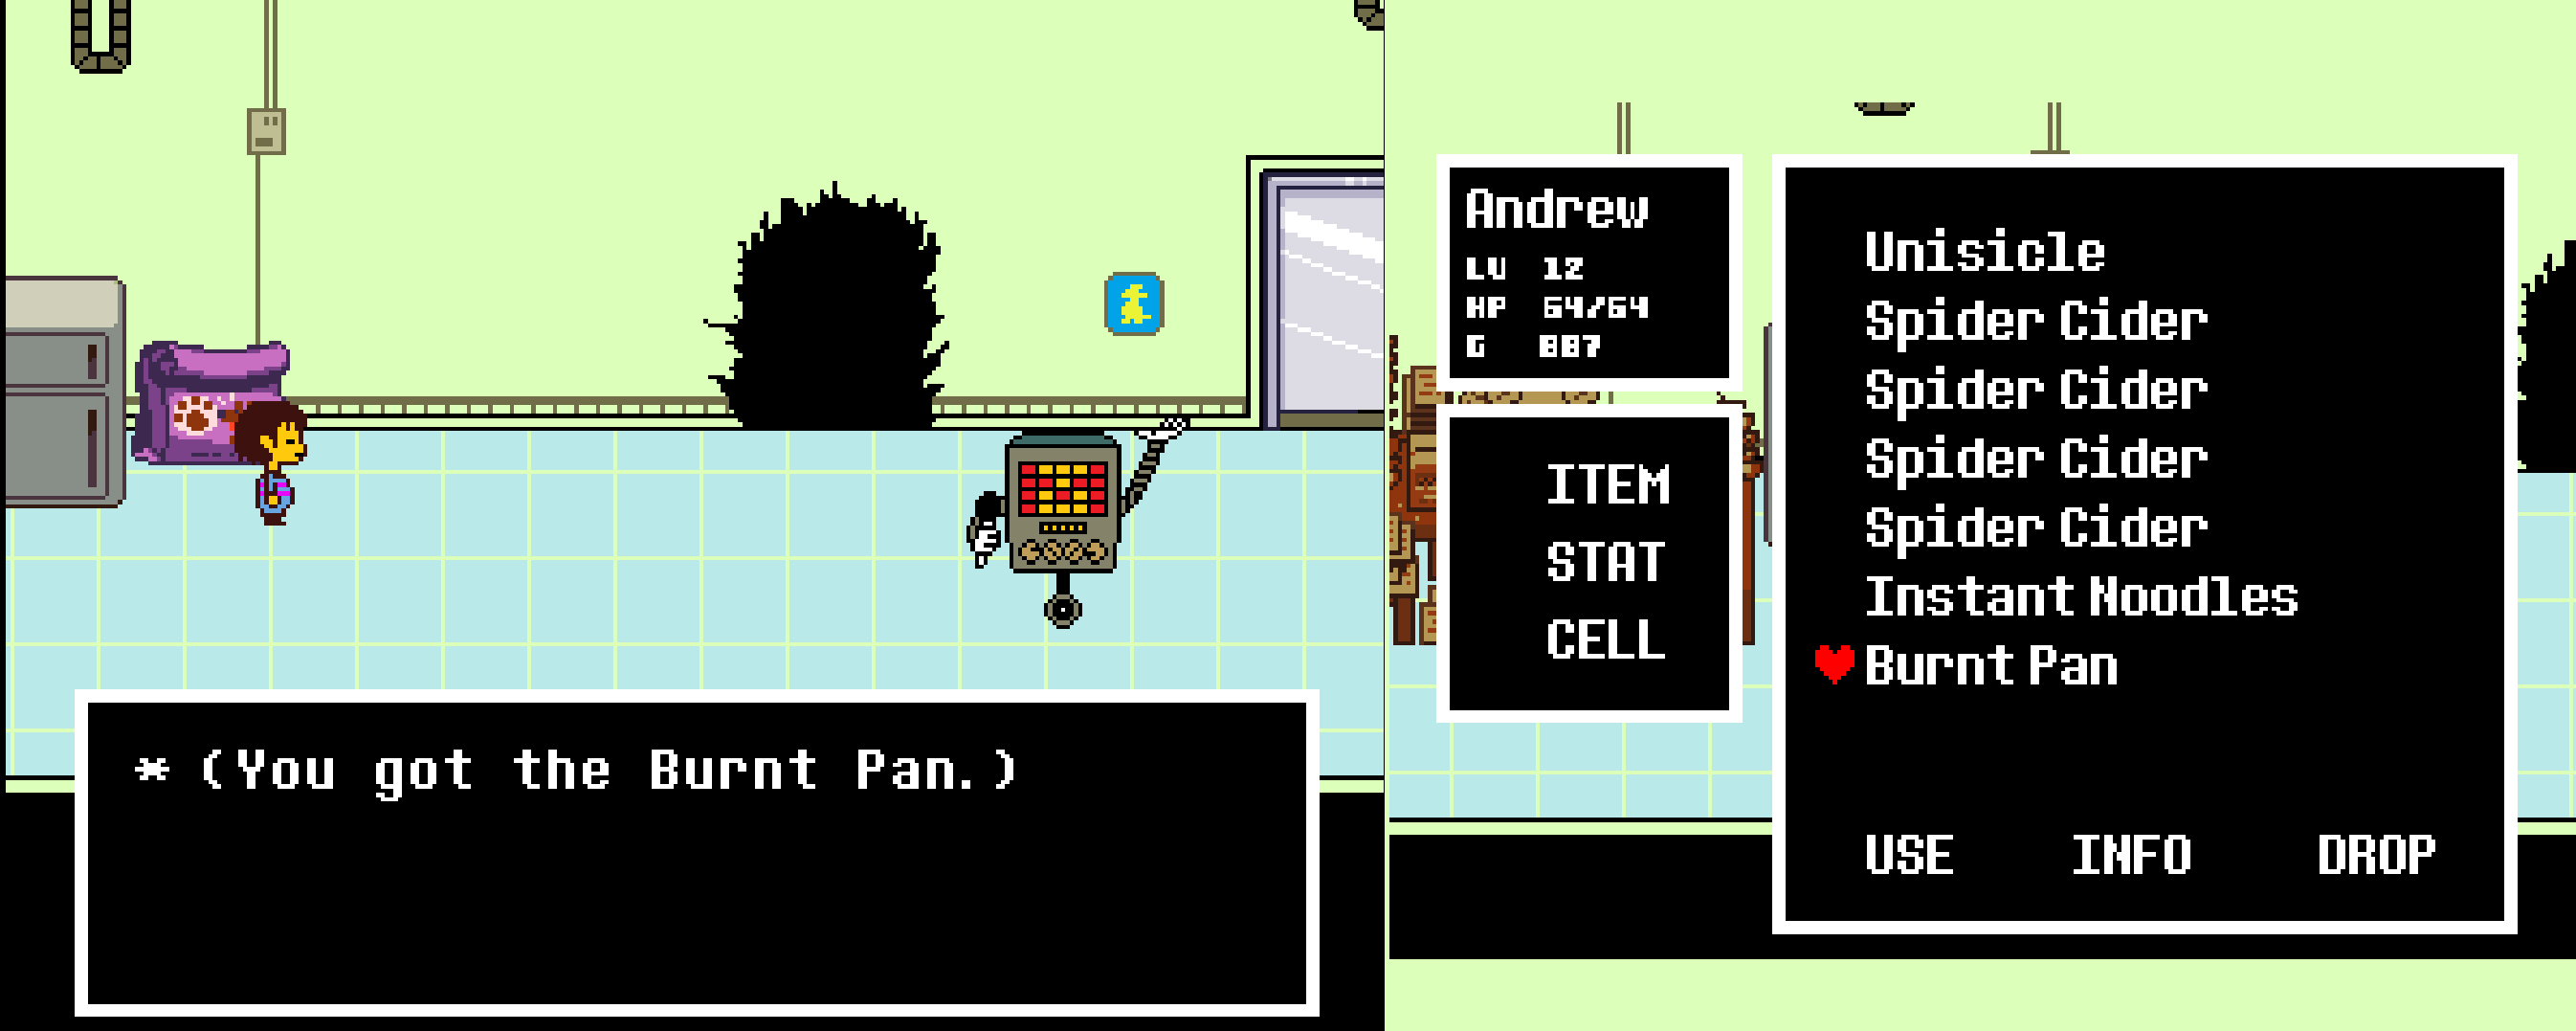 * (You got the Burnt Pan.)
Andrew
LV 12
HP 64/64
G 887
ITEM
STAT
CELL
Unisicle
Spider Cider
Spider Cider
Spider Cider
Spider Cider
Instant Noodles
Burnt Pan
USE INFO DROP